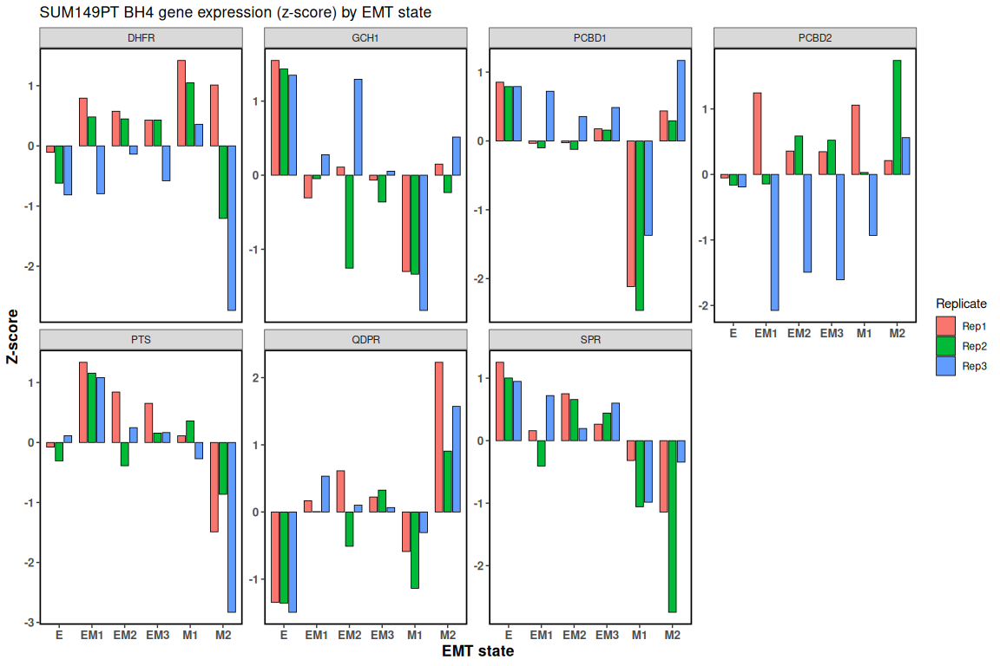 SUM149PT BH4 gene expression (z-score) by EMT state
DHFR
GCH1
PCBD1
PCBD2
1
0
-1
-2
1
0
-1
1
0
-1
-2
1
0
-1
-2
E EM1 EM2 EM3 M1 M2
Z-score
PTS
QDPR
SPR
1
0
-1
-2
-3
2
1
0
-1
1
0
-1
-2
E EM1 EM2 EM3 M1 M2
E EM1 EM2 EM3 M1 M2
E EM1 EM2 EM3 M1 M2
EMT state
Replicate
Rep1
Rep2
Rep3